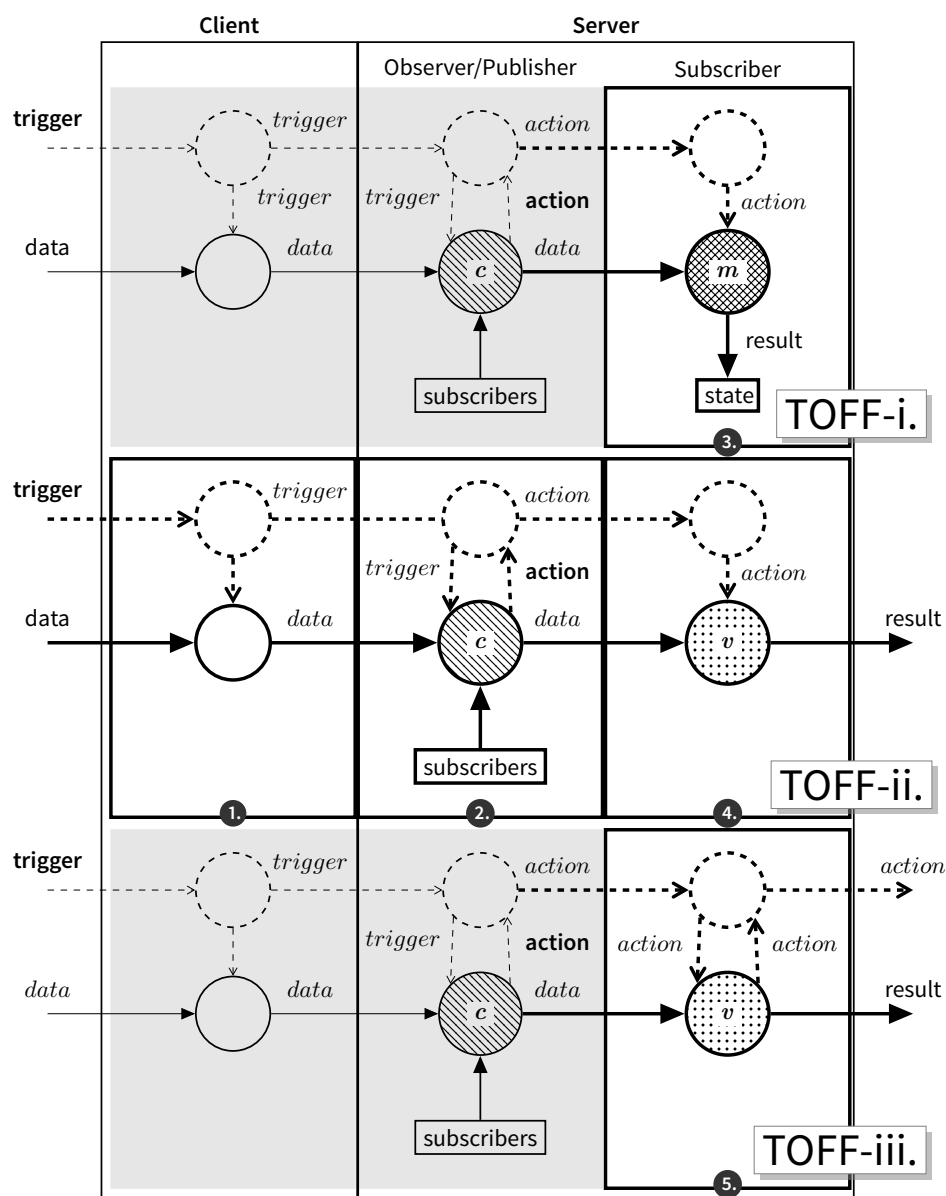 Client Server
Observer/Publisher Subscriber
trigger trigger action
trigger trigger action action
data data data
c m
result
subscribers state
TOFF-i.
3.
trigger trigger action
trigger action action
data data data result
c v
subscribers
TOFF-ii.
1. 2. 4.
trigger trigger action action
trigger action action action
data data data result
c v
subscribers
TOFF-iii.
5.